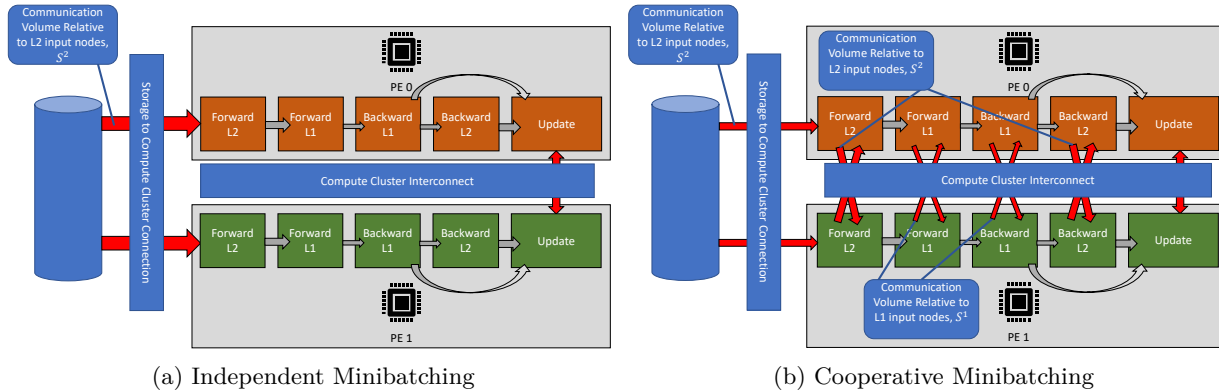 Communication
Volume Relative
to L2 input nodes,
S²
Storage to Compute Cluster Connection
PE 0
Forward
L2
Forward
L1
Backward
L1
Backward
L2
Update
Compute Cluster Interconnect
Forward
L2
Forward
L1
Backward
L1
Backward
L2
Update
PE 1
(a) Independent Minibatching
Communication
Volume Relative
to L2 input nodes,
S²
Storage to Compute Cluster Connection
Communication
Volume Relative to
L2 input nodes, S²
PE 0
Forward
L2
Forward
L1
Backward
L1
Backward
L2
Update
Compute Cluster Interconnect
Forward
L2
Forward
L1
Backward
L1
Backward
L2
Update
Communication
Volume Relative to
L1 input nodes, S¹
PE 1
(b) Cooperative Minibatching